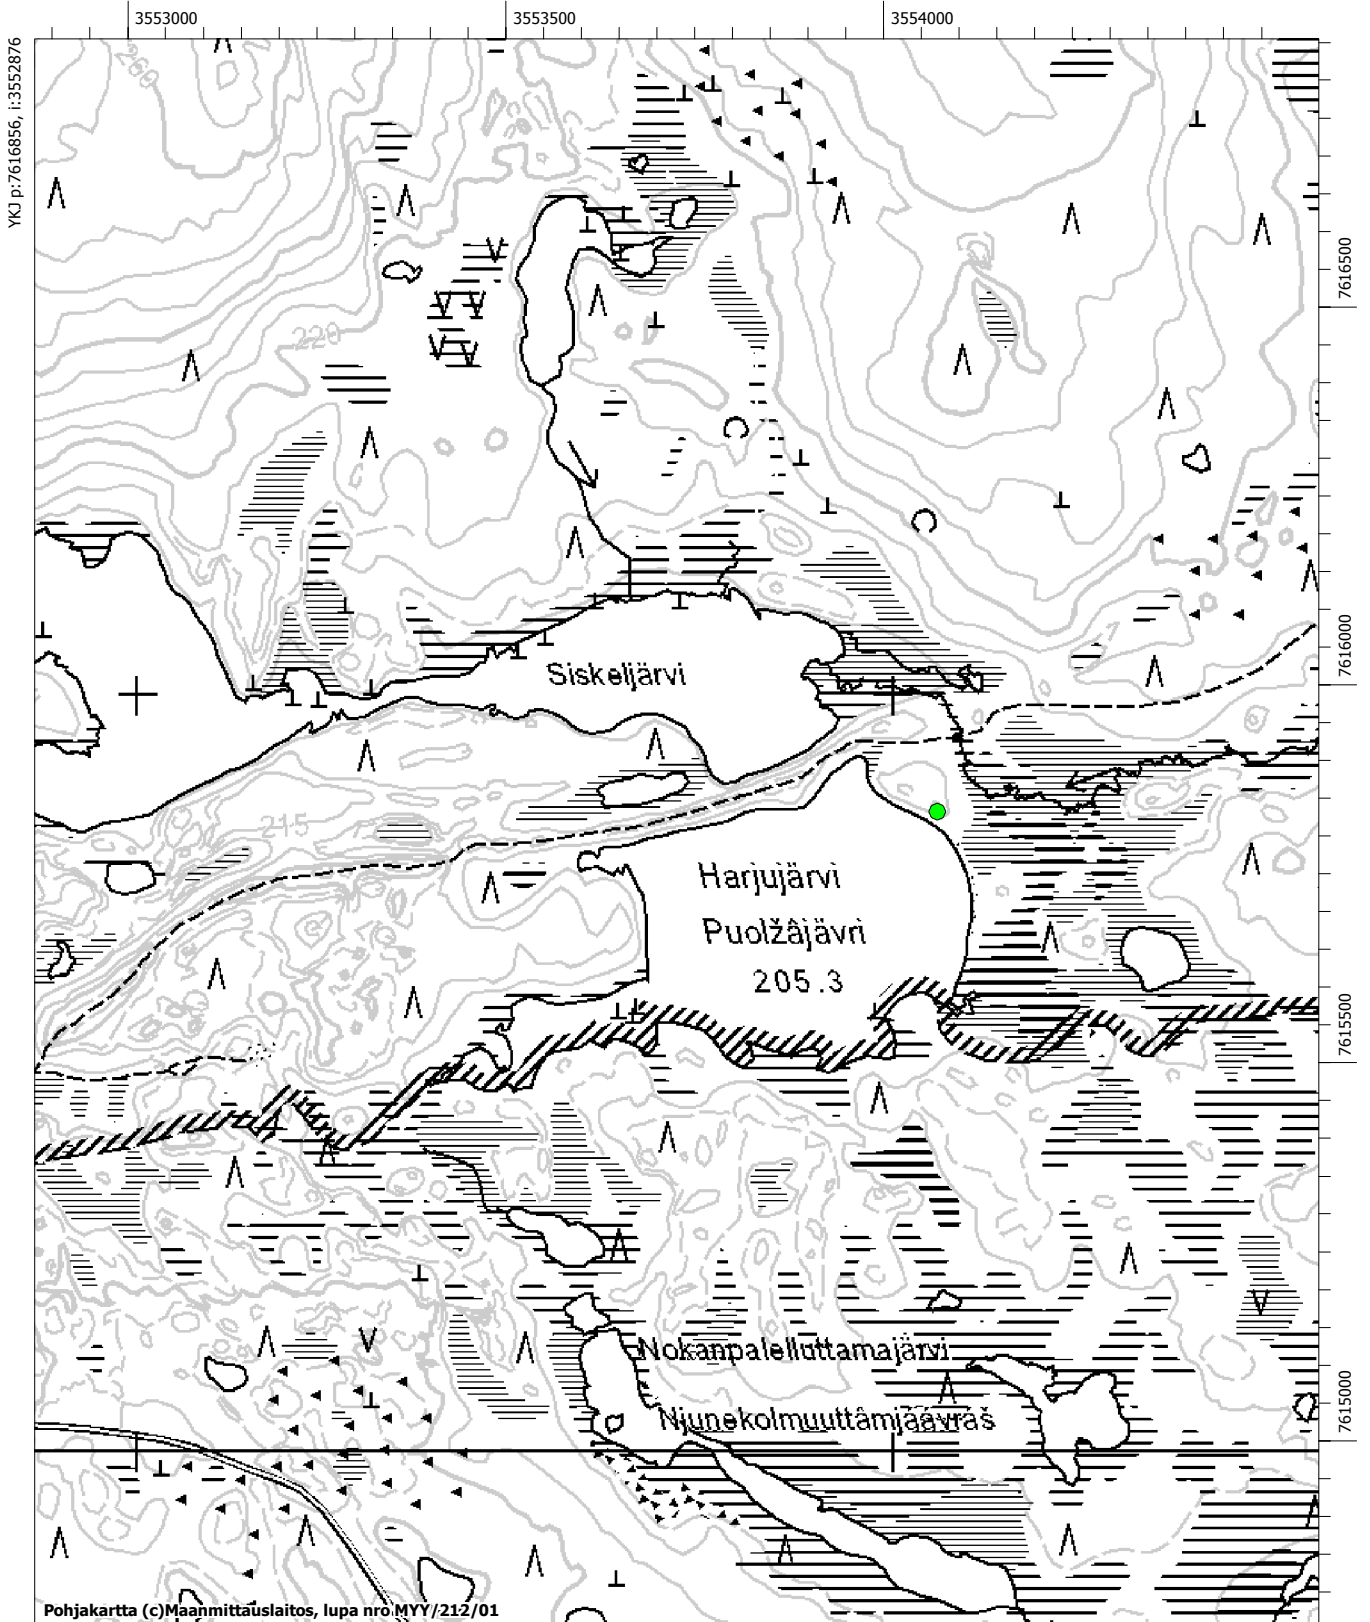 3553000
3553500
3554000
YKJ p:7616856, i:3552876
260
7616500
220
7616000
Siskeljärvi
215
Harjujärvi
Puolžâjävri
205.3
7615500
Nokanpalelluttamajärvi
7615000
Njunekolmuuttâmjäävráš
Pohjakartta (c)Maanmittauslaitos, lupa nro MYY/212/01